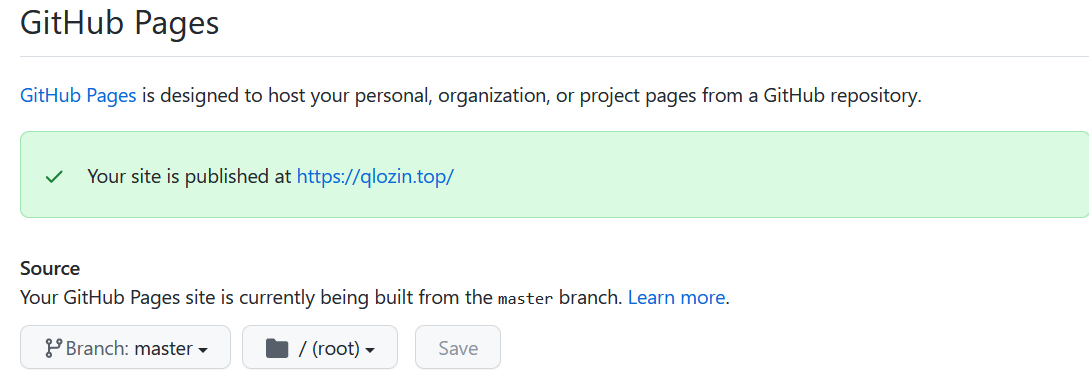 GitHub Pages
GitHub Pages is designed to host your personal, organization, or project pages from a GitHub repository.
Your site is published at https://qlozin.top/
Source
Your GitHub Pages site is currently being built from the master branch. Learn more.
Branch: master / (root) Save